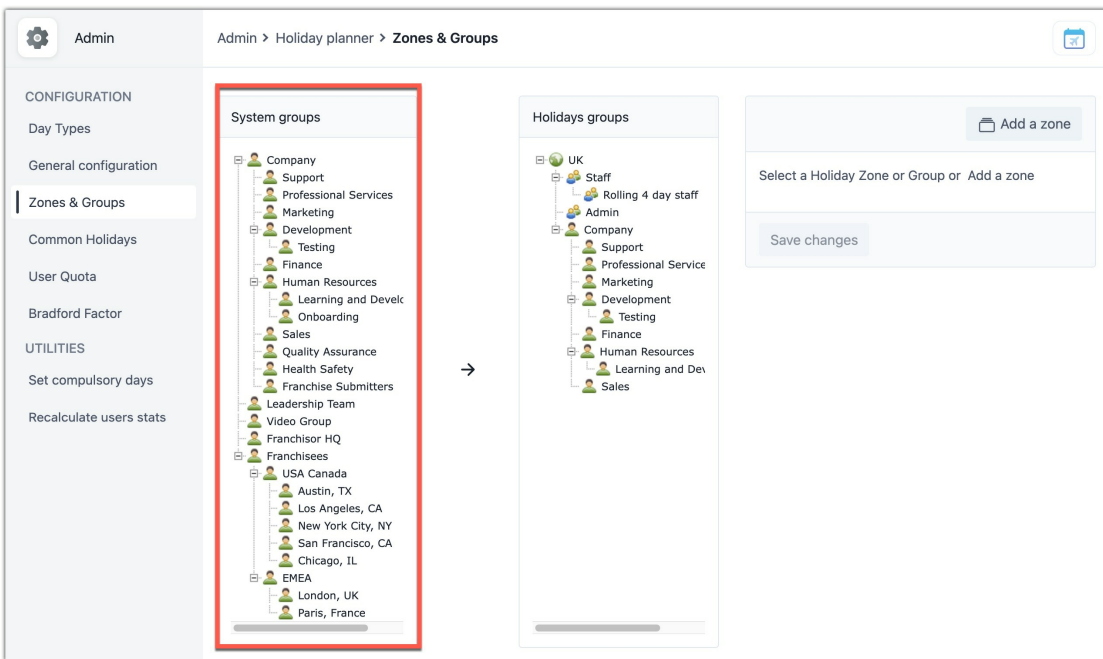 Admin
Admin > Holiday planner > Zones & Groups
CONFIGURATION
Day Types
General configuration
Zones & Groups
Common Holidays
User Quota
Bradford Factor
UTILITIES
Set compulsory days
Recalculate users stats
System groups
Company
Support
Professional Services
Marketing
Development
Testing
Finance
Human Resources
Learning and Develc
Onboarding
Sales
Quality Assurance
Health Safety
Franchise Submitters
Leadership Team
Video Group
Franchisor HQ
Franchisees
USA Canada
Austin, TX
Los Angeles, CA
New York City, NY
San Francisco, CA
Chicago, IL
EMEA
London, UK
Paris, France
→
Holidays groups
UK
Staff
Rolling 4 day staff
Admin
Company
Support
Professional Service
Marketing
Development
Testing
Finance
Human Resources
Learning and Dev
Sales
Add a zone
Select a Holiday Zone or Group or Add a zone
Save changes